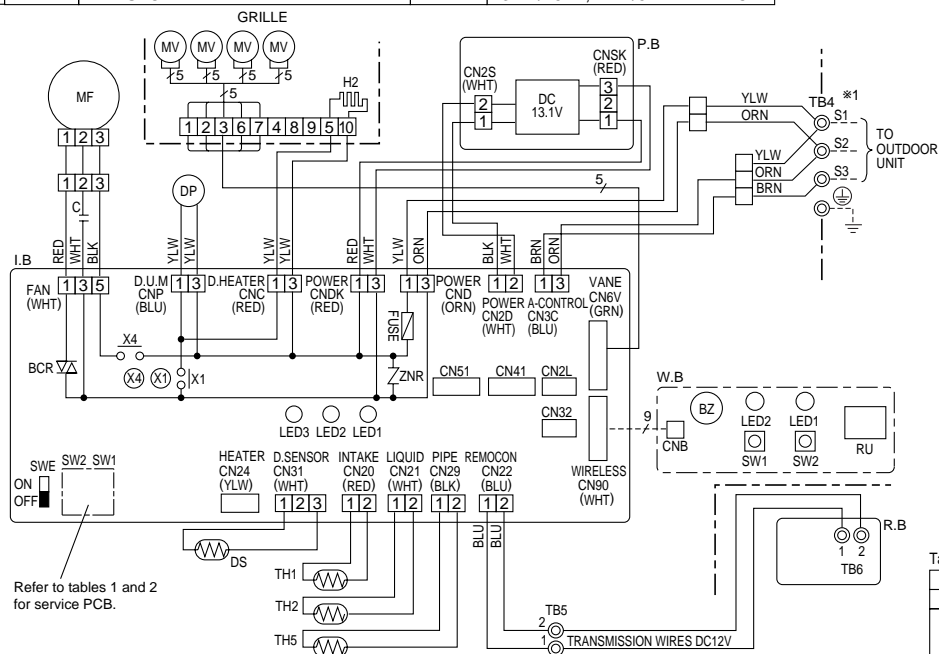 GRILLE
MV MV MV MV
5 5 5 5
5
H2
1 2 3 6 7 4 8 9 5 10
MF
1 2 3
1 2 3
C
DP
P.B
CN2S
(WHT)
2
1
DC
13.1V
CNSK
(RED)
3
2
1
YLW
ORN
YLW
ORN
BRN
TB4
※1
S1
S2
S3
TO
OUTDOOR
UNIT
5
RED
WHT
BLK
YLW
YLW
YLW
YLW
RED
WHT
YLW
ORN
BLK
WHT
BRN
ORN
I.B
FAN
(WHT)
1 3 5
D.U.M
CNP
(BLU)
1 3
D.HEATER
CNC
(RED)
1 3
POWER
CNDK
(RED)
1 3
1 3
POWER
CND
(ORN)
1 2
POWER
CN2D
(WHT)
1 3
A-CONTROL
CN3C
(BLU)
VANE
CN6V
(GRN)
FUSE
X4
BCR
X4 X1 X1
ZNR
CN51 CN41 CN2L
CN32
LED3 LED2 LED1
WIRELESS
CN90
(WHT)
W.B
9
CNB
BZ
LED2
SW1
LED1
SW2
RU
SWE
ON
OFF
SW2 SW1
HEATER
CN24
(YLW)
D.SENSOR
CN31
(WHT)
1 2 3
INTAKE
CN20
(RED)
1 2
LIQUID
CN21
(WHT)
1 2
PIPE
CN29
(BLK)
1 2
REMOCON
CN22
(BLU)
1 2
DS
TH1
TH2
TH5
BLU
BLU
Refer to tables 1 and 2
for service PCB.
R.B
1 2
TB6
TB5
2
1
TRANSMISSION WIRES DC12V